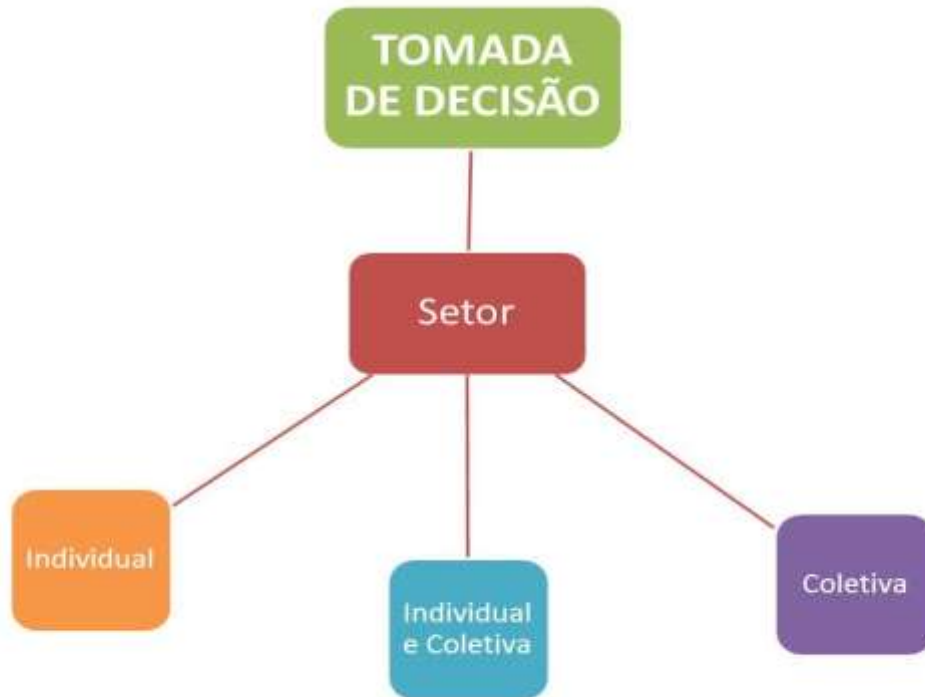 TOMADA
DE DECISÃO
Setor
Individual
Individual
e Coletiva
Coletiva